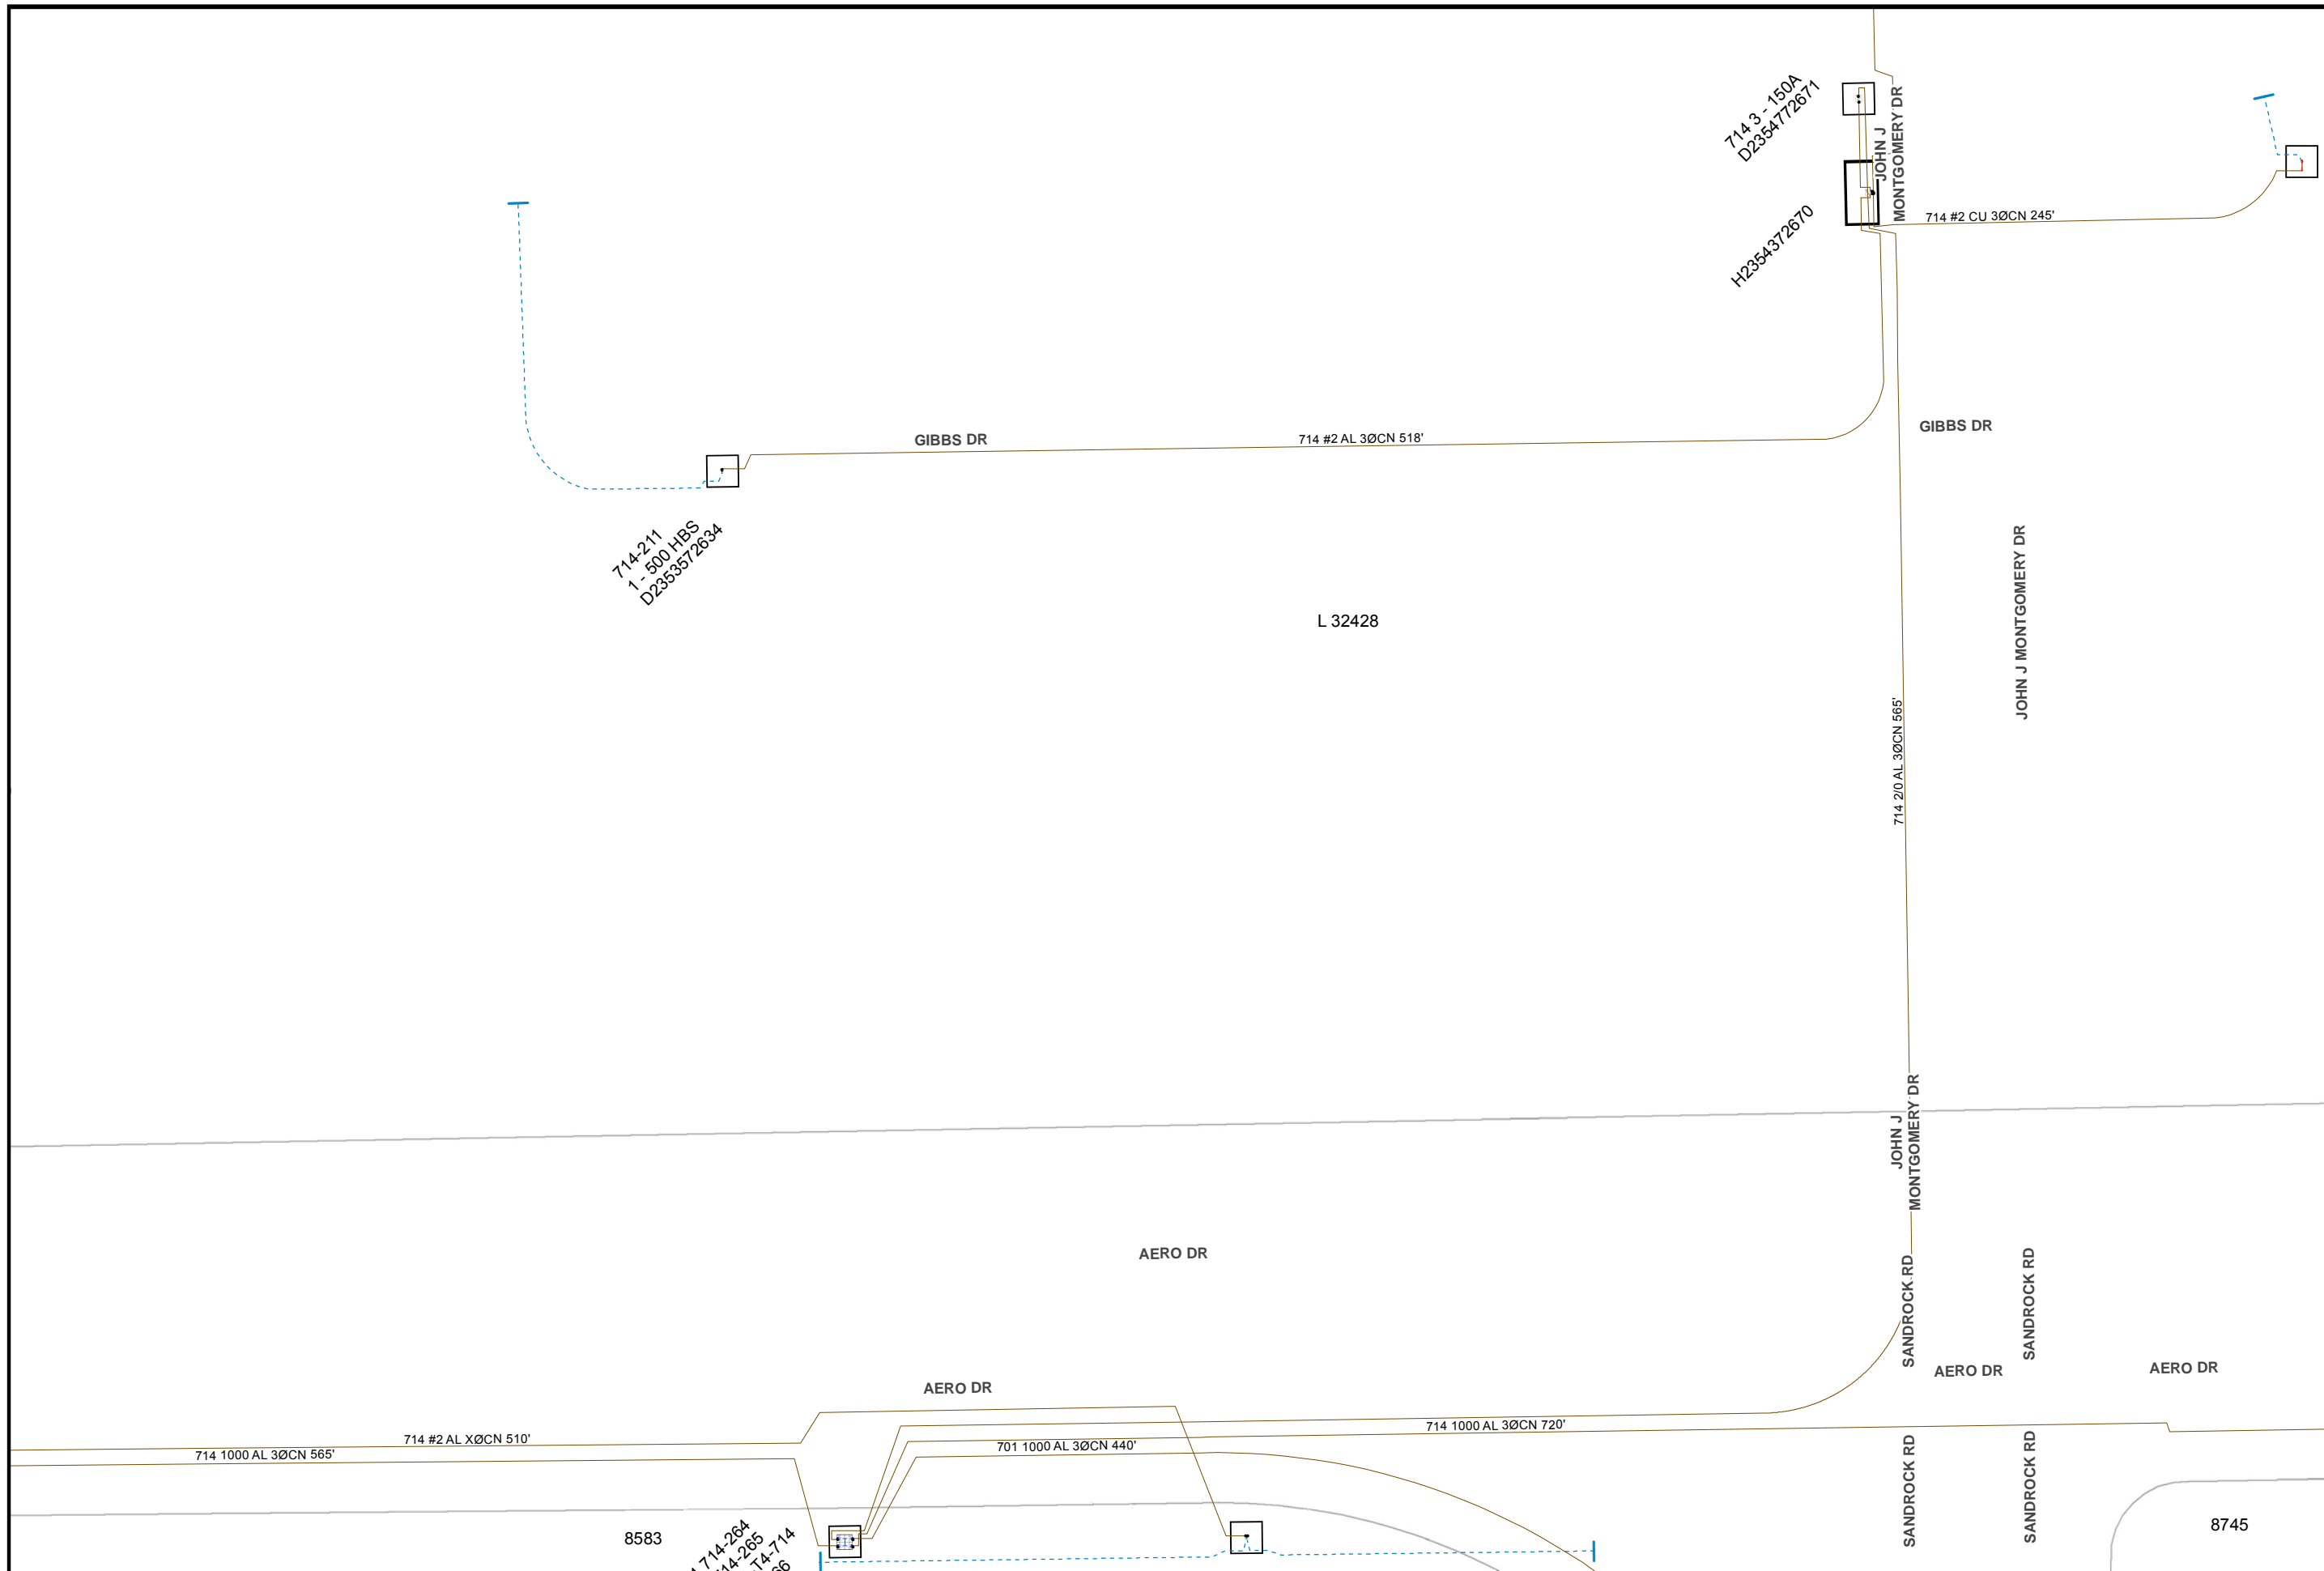 714 3 - 150A
D2354772671
JOHN J
MONTGOMERY DR
H2354372670
714 #2 CU 3ØCN 245'
GIBBS DR
714 #2 AL 3ØCN 518'
GIBBS DR
714-211
1 - 500 HBS
D2353572634
L 32428
JOHN J MONTGOMERY DR
714 2/0 AL 3ØCN 565'
JOHN J
MONTGOMERY DR
AERO DR
SANDROCK RD
SANDROCK RD
AERO DR
AERO DR
AERO DR
714 #2 AL XØCN 510'
714 1000 AL 3ØCN 565'
701 1000 AL 3ØCN 440'
714 1000 AL 3ØCN 720'
SANDROCK RD
SANDROCK RD
8583
714-264
8745